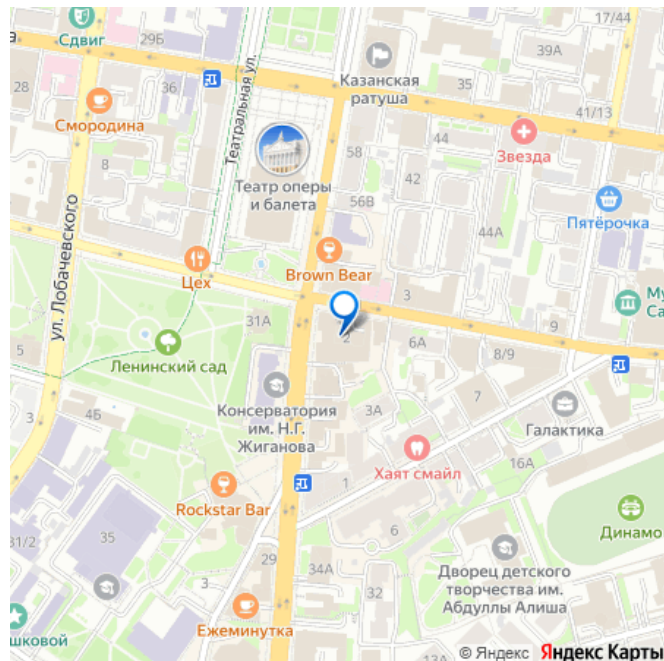 Сдвиг
29Б
17/44
а
39А
28
36
Казанская
ратуша
35
Смородина
Театральная ул.
41/13
44
Звезда
58
8
Театр оперы
и балета
42
56В
Пятёрочка
ул. Лобачевского
44А
Цех
Brown Bear
3
Му
Са
31А
9
2
6А
5
Ленинский сад
8/9
7
Консерватория
им. Н.Г.
Жиганова
3А
Галактика
3
4Б
Хаят смайл
16А
Rockstar Bar
1
6
Динамо
31/2
35
29
34А
3
Дворец детского
творчества им.
Абдуллы Алиша
шковой
Ежеминутка
© Яндекс Яндекс Карты